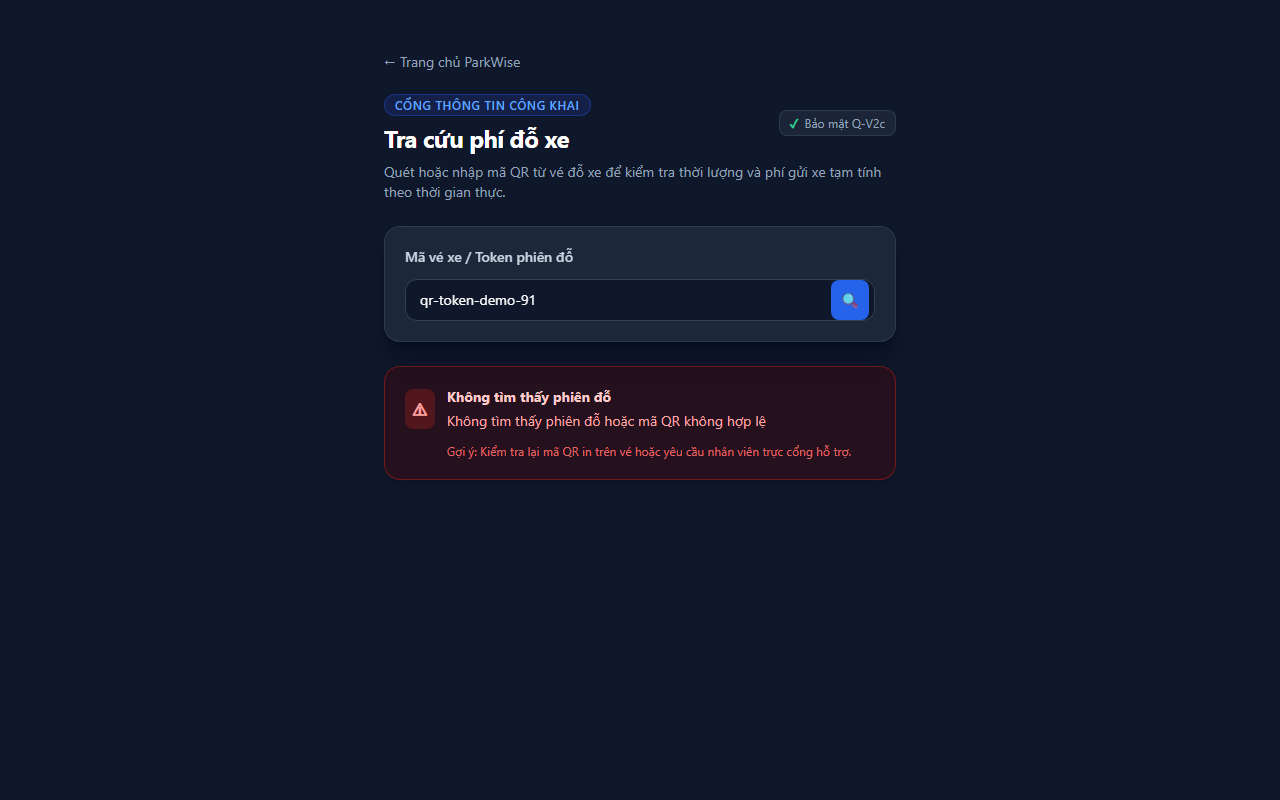 ← Trang chủ ParkWise
CỔNG THÔNG TIN CÔNG KHAI
Tra cứu phí đỗ xe
✓ Bảo mật Q-V2c
Quét hoặc nhập mã QR từ vé đỗ xe để kiểm tra thời lượng và phí gửi xe tạm tính
theo thời gian thực.
Mã vé xe / Token phiên đỗ
qr-token-demo-91
Không tìm thấy phiên đỗ
Không tìm thấy phiên đỗ hoặc mã QR không hợp lệ
Gợi ý: Kiểm tra lại mã QR in trên vé hoặc yêu cầu nhân viên trực cổng hỗ trợ.